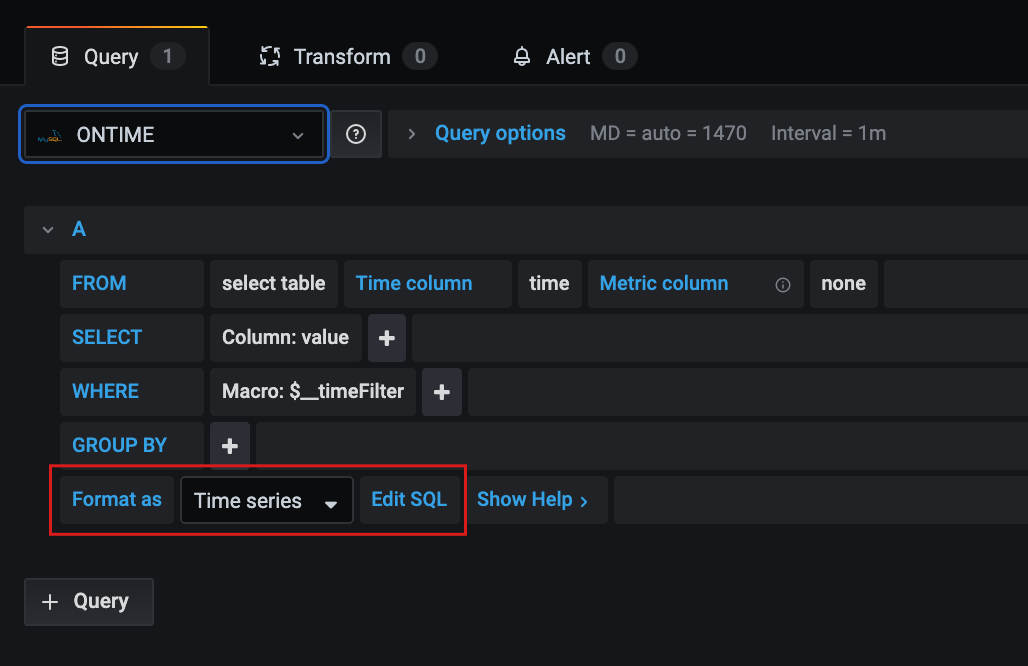 Query 1 Transform 0 Alert 0
MySQL ONTIME Query options MD = auto = 1470 Interval = 1m
A
FROM select table Time column time Metric column none
SELECT Column: value +
WHERE Macro: $__timeFilter +
GROUP BY +
Format as Time series Edit SQL Show Help >
+ Query